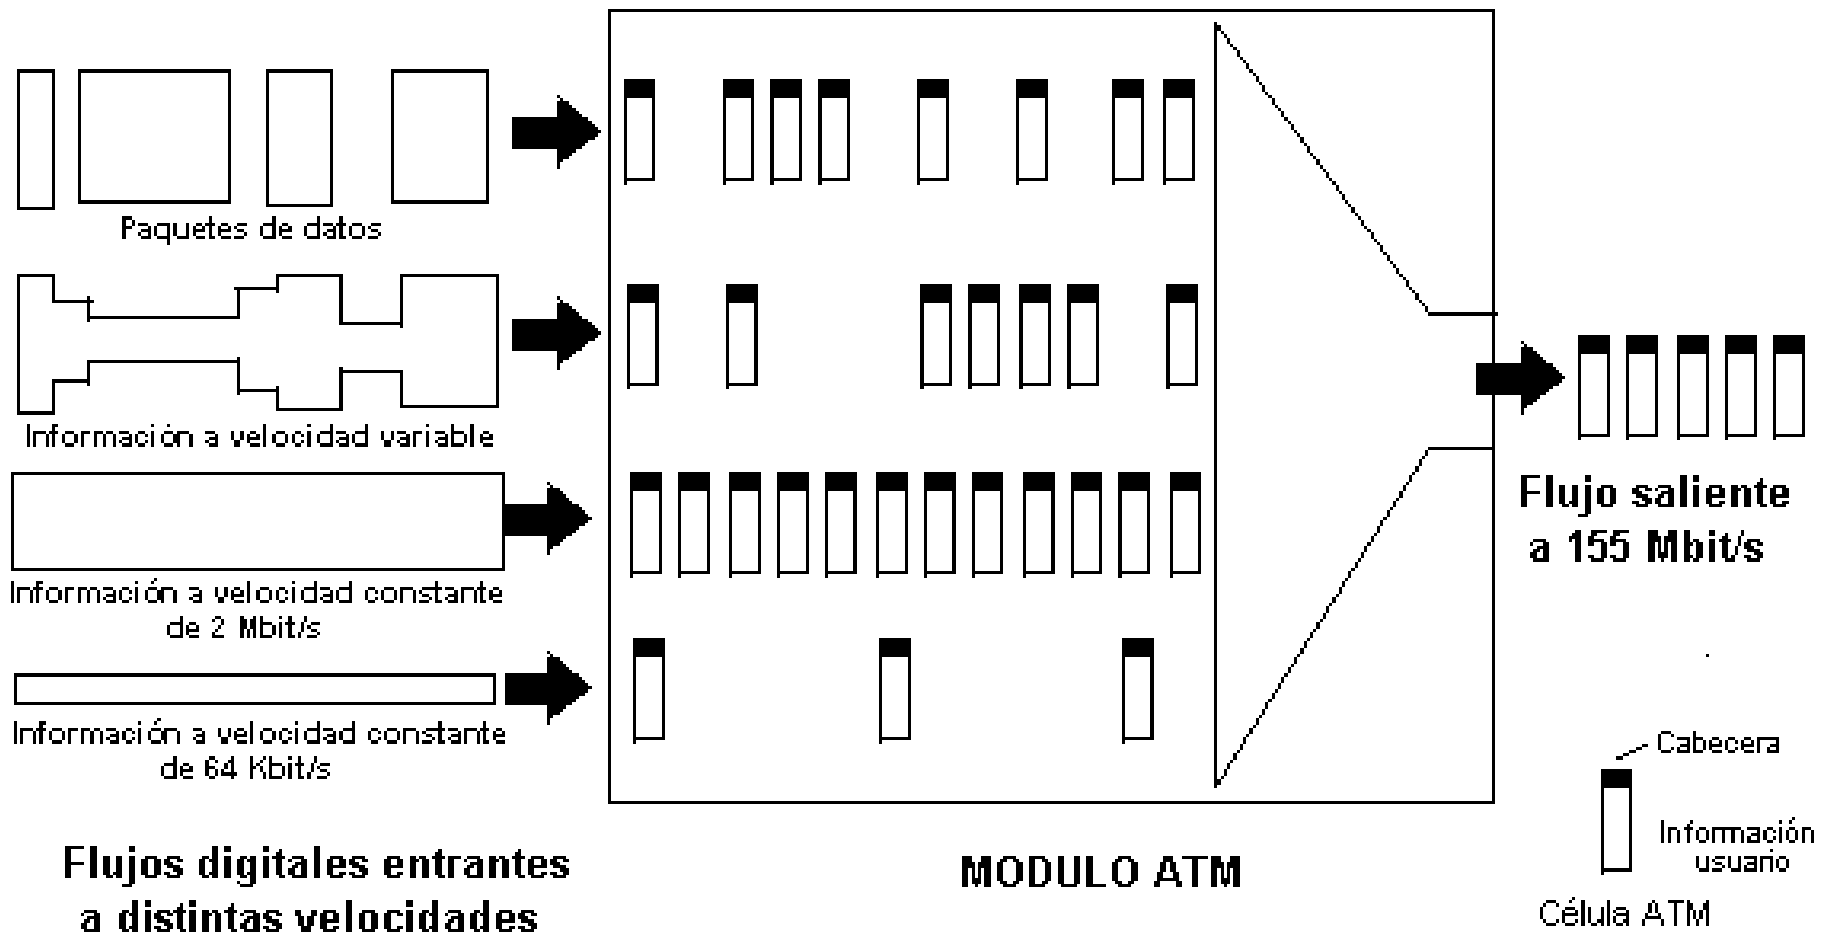 Paquetes de datos
Información a velocidad variable
Información a velocidad constante
de 2 Mbit/s
Información a velocidad constante
de 64 Kbit/s
Flujos digitales entrantes
a distintas velocidades
MODULO ATM
Flujo saliente
a 155 Mbit/s
Cabecera
Información
usuario
Célula ATM